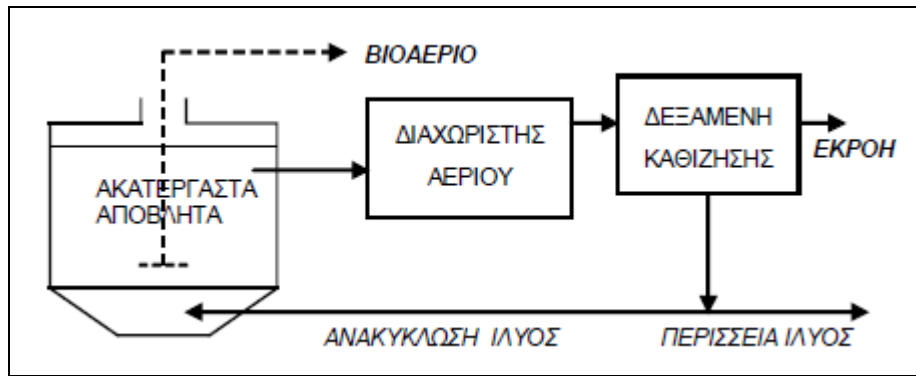 ΒΙΟΑΕΡΙΟ
ΔΙΑΧΩΡΙΣΤΗΣ
ΑΕΡΙΟΥ
ΔΕΞΑΜΕΝΗ
ΚΑΘΙΖΗΣΗΣ
ΕΚΡΟΗ
ΑΚΑΤΕΡΓΑΣΤΑ
ΑΠΟΒΛΗΤΑ
ΑΝΑΚΥΚΛΩΣΗ ΙΛΥΟΣ
ΠΕΡΙΣΣΕΙΑ ΙΛΥΟΣ